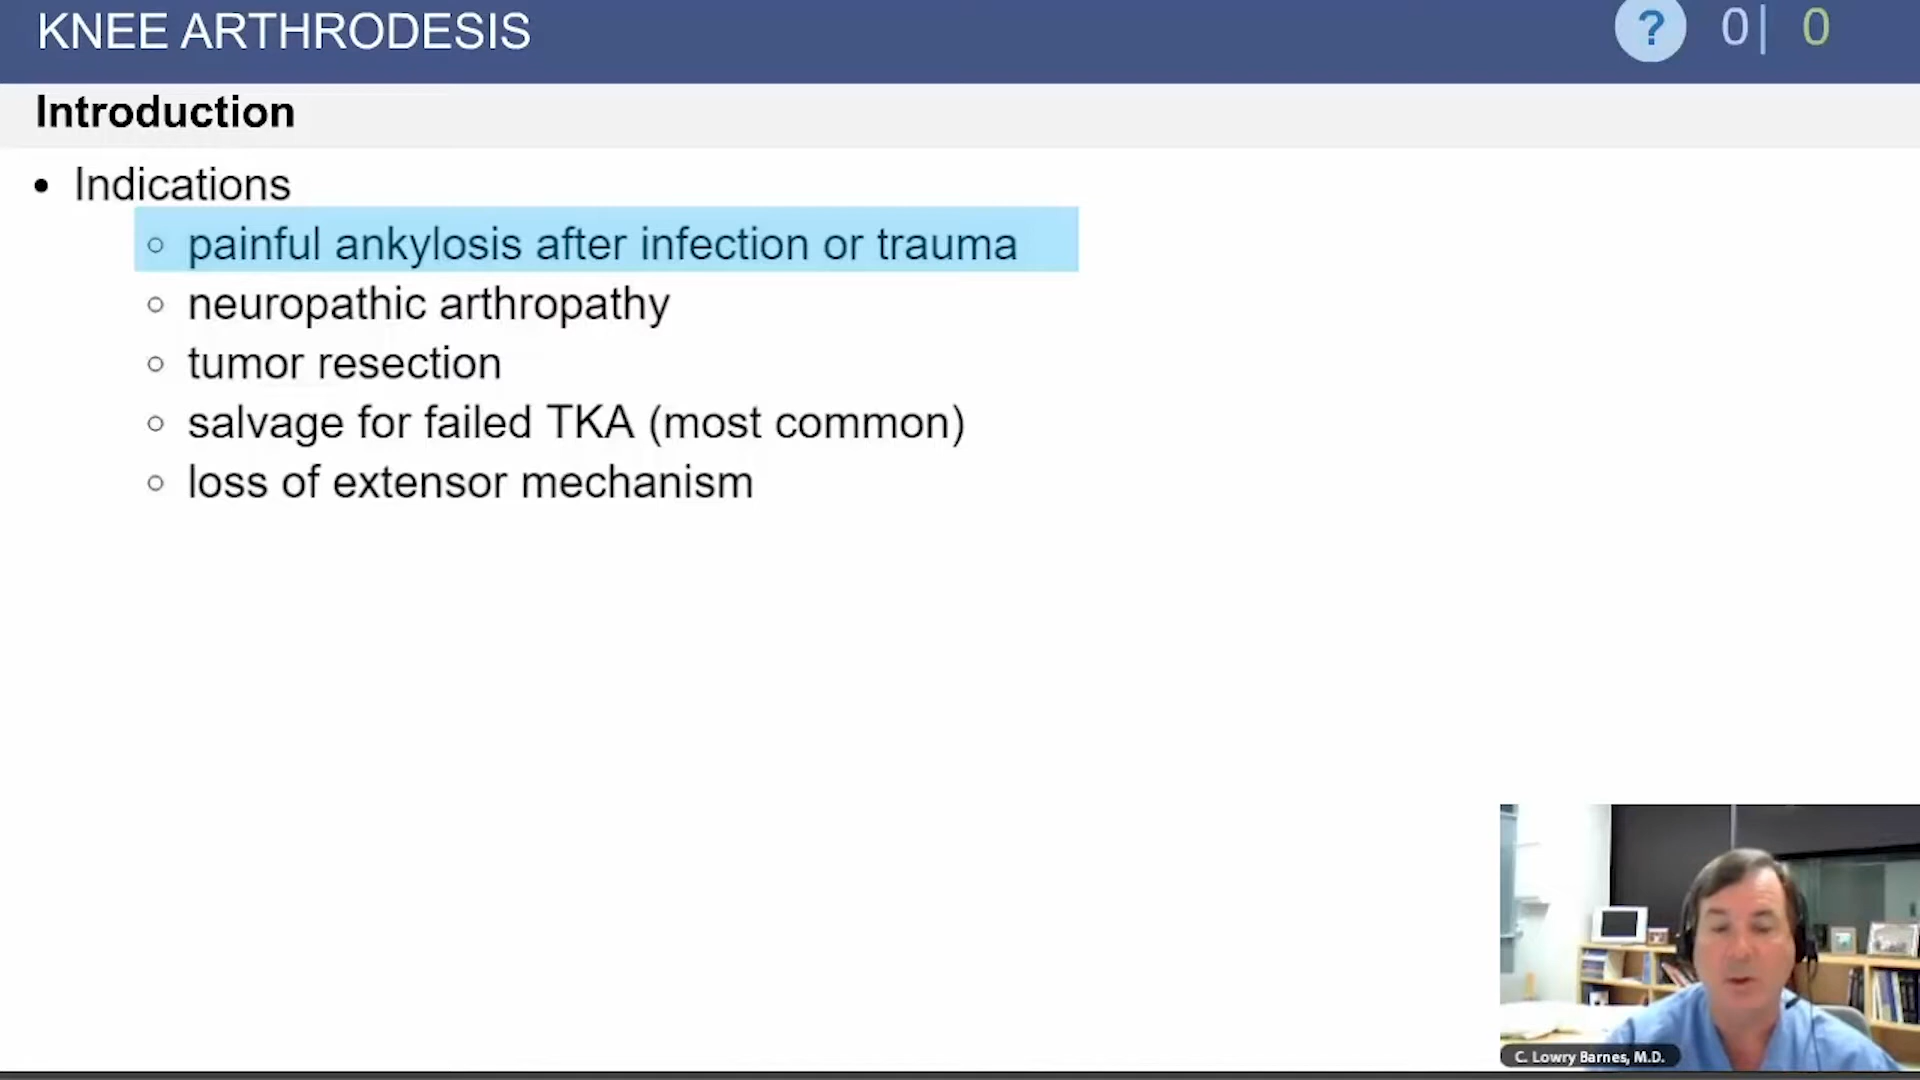 KNEE ARTHRODESIS
? 0| 0
Introduction
• Indications
○ painful ankylosis after infection or trauma
○ neuropathic arthropathy
○ tumor resection
○ salvage for failed TKA (most common)
○ loss of extensor mechanism
C. Lowry Barnes, M.D.